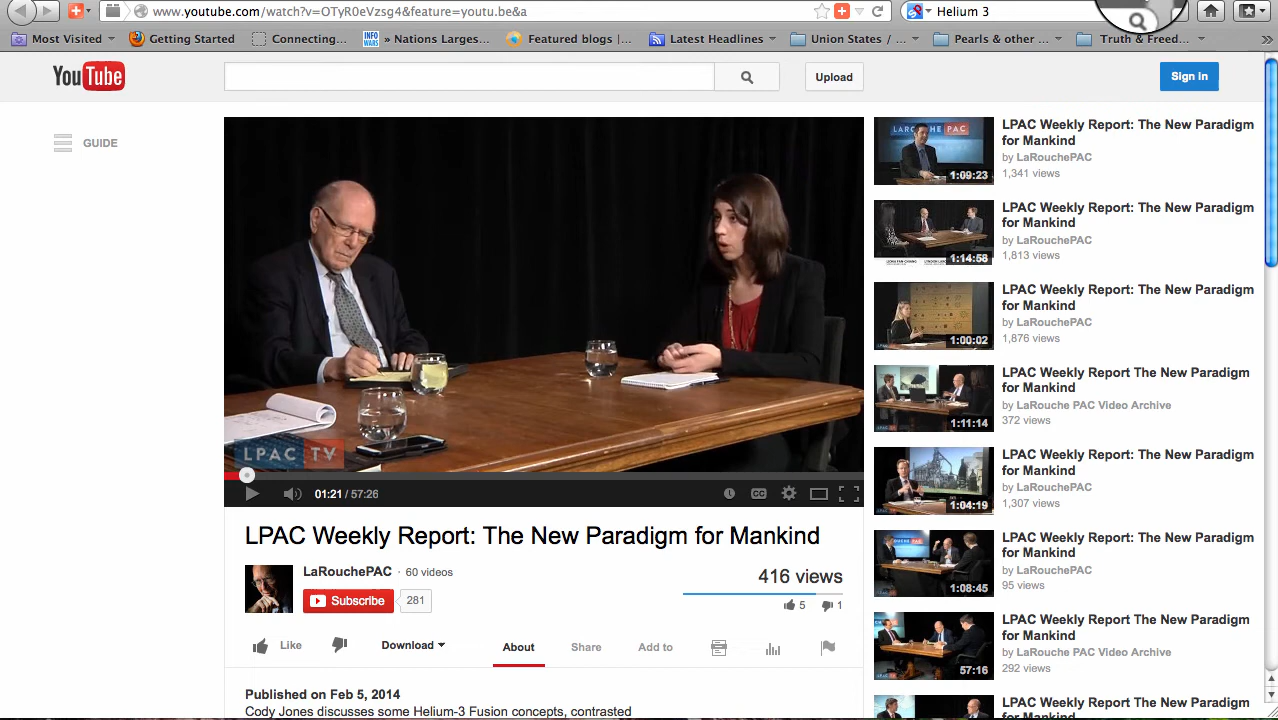 www.youtube.com/watch?v=OTyR0eVzsg4&feature=youtu.be&a
Helium 3
Most Visited
Getting Started
Connecting...
INFO WARS
» Natural Larges...
Featured blogs |...
Latest Headlines
Union States / ...
Pearls & other ...
Truth & Freed...
YouTube
Upload
Sign in
GUIDE
LPAC TV
01:21 / 57:26
CC
LPAC Weekly Report: The New Paradigm for Mankind
LaRouchePAC · 60 videos
Subscribe 281
416 views
5 1
Like
Download
About
Share
Add to
Published on Feb 5, 2014
Cody Jones discusses some Helium-3 Fusion concepts, contrasted
LAROUCHE PAC
1:09:23
LPAC Weekly Report: The New Paradigm
for Mankind
by LaRouchePAC
1,341 views
1:14:58
LPAC Weekly Report: The New Paradigm
for Mankind
by LaRouchePAC
1,813 views
1:00:02
LPAC Weekly Report: The New Paradigm
for Mankind
by LaRouchePAC
1,876 views
1:11:14
LPAC Weekly Report The New Paradigm
for Mankind
by LaRouche PAC Video Archive
372 views
1:04:19
LPAC Weekly Report: The New Paradigm
for Mankind
by LaRouchePAC
1,307 views
1:08:45
LPAC Weekly Report: The New Paradigm
for Mankind
by LaRouchePAC
95 views
57:16
LPAC Weekly Report: The New Paradigm
for Mankind
by LaRouche PAC Video Archive
292 views
LPAC Weekly Report: The New Paradigm
for Mankind